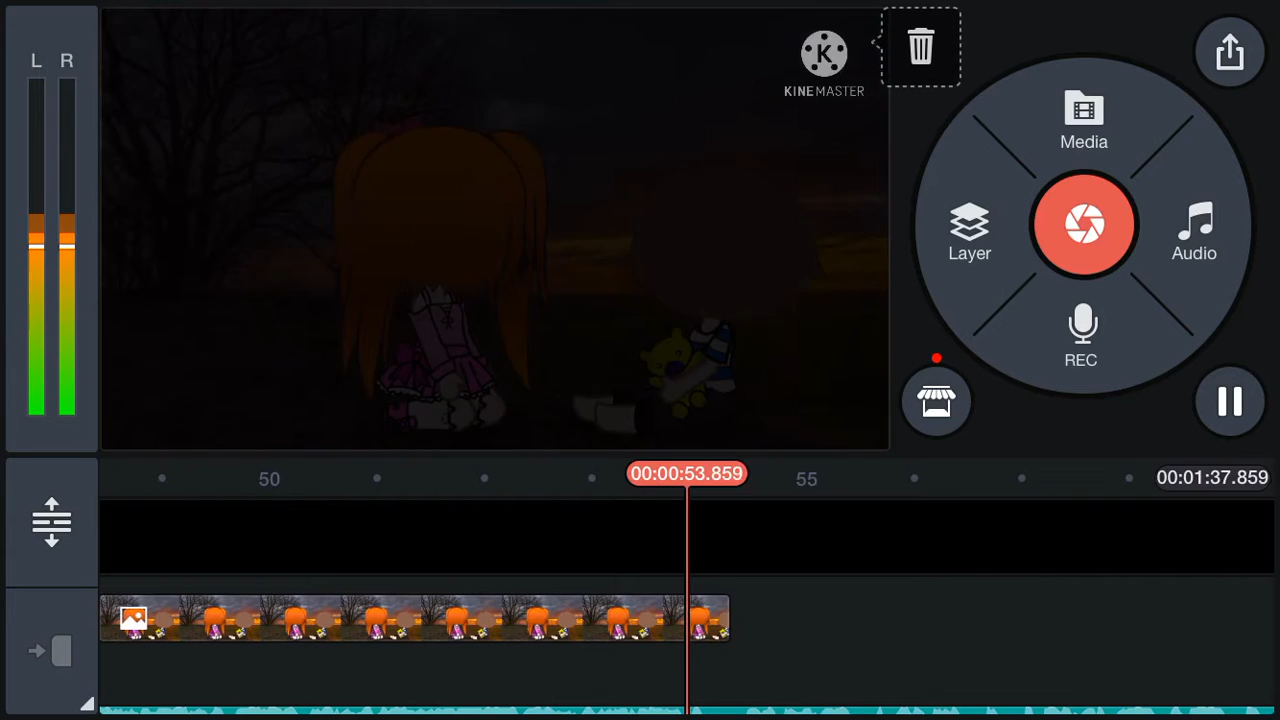 L R
K
KINEMASTER
Media
Layer
Audio
REC
50
00:00:53.859
55
00:01:37.859